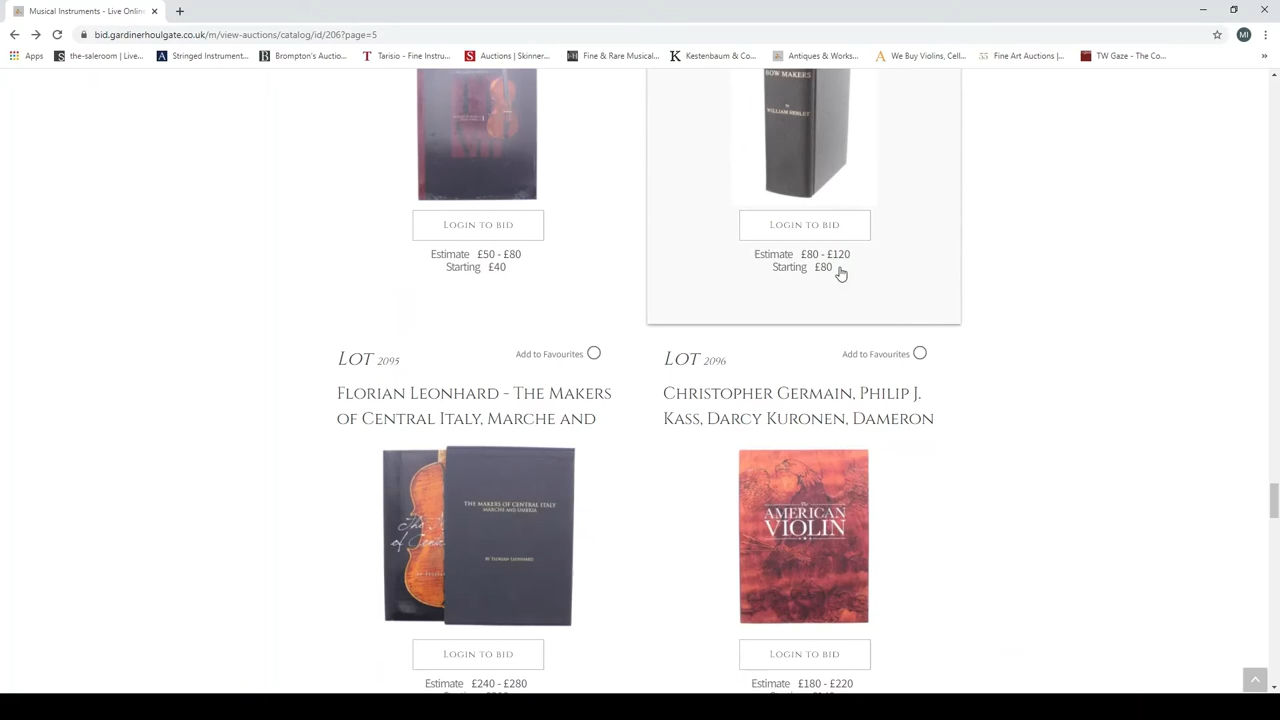 Musical Instruments - Live Onlin
bid.gardinerhoulgate.co.uk/m/view-auctions/catalog/id/206?page=5
MI
Apps
the-saleroom | Live...
Stringed Instrument...
Brompton's Auctio...
Tarisio - Fine Instru...
Auctions | Skinner...
Fine & Rare Musical...
Kestenbaum & Co...
Antiques & Works...
We Buy Violins, Cell...
Fine Art Auctions |...
TW Gaze - The Co...
BOW MAKERS
by
WILLIAM HENLEY
LOGIN TO BID
LOGIN TO BID
Estimate £50 - £80
Starting £40
Estimate £80 - £120
Starting £80
LOT 2095
Add to Favourites
LOT 2096
Add to Favourites
FLORIAN LEONHARD - THE MAKERS
OF CENTRAL ITALY, MARCHE AND
CHRISTOPHER GERMAIN, PHILIP J.
KASS, DARCY KURONEN, DAMERON
THE MAKERS OF CENTRAL ITALY
MARCHE AND UMBRIA
BY FLORIAN LEONHARD
The
AMERICAN
VIOLIN
LOGIN TO BID
LOGIN TO BID
Estimate £240 - £280
Estimate £180 - £220